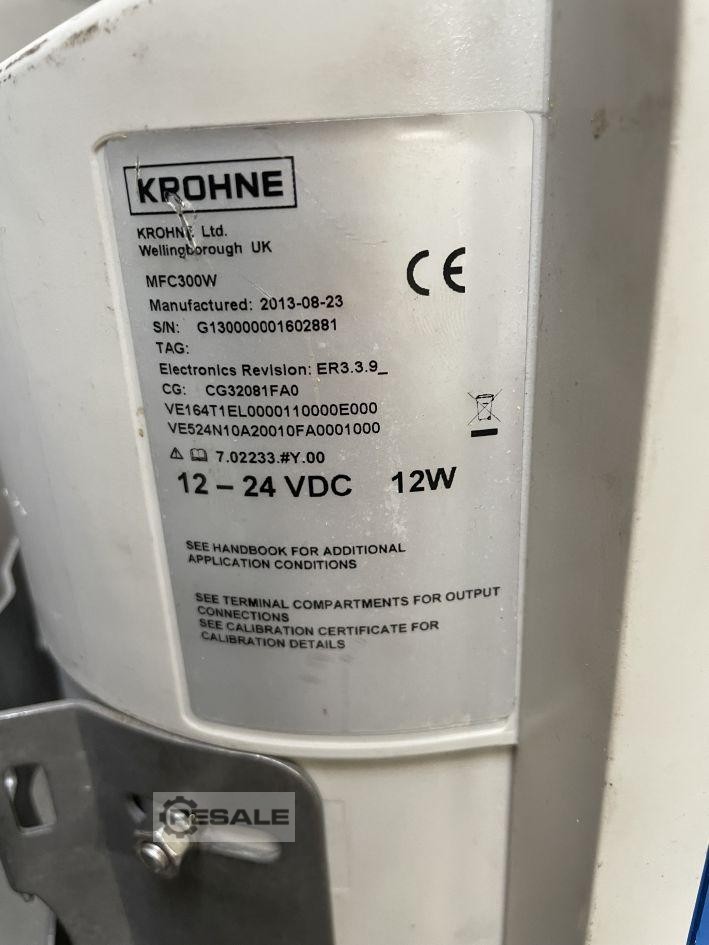 KROHNE
KROHNE Ltd.
Wellingborough UK
CE
MFC300W
Manufactured: 2013-08-23
S/N: G130000001602881
TAG:
Electronics Revision: ER3.3.9_
CG: CG32081FA0
VE164T1EL0000110000E000
VE524N10A20010FA0001000
7.02233.#Y.00
12 – 24 VDC 12W
SEE HANDBOOK FOR ADDITIONAL
APPLICATION CONDITIONS
SEE TERMINAL COMPARTMENTS FOR OUTPUT
CONNECTIONS
SEE CALIBRATION CERTIFICATE FOR
CALIBRATION DETAILS
RESALE